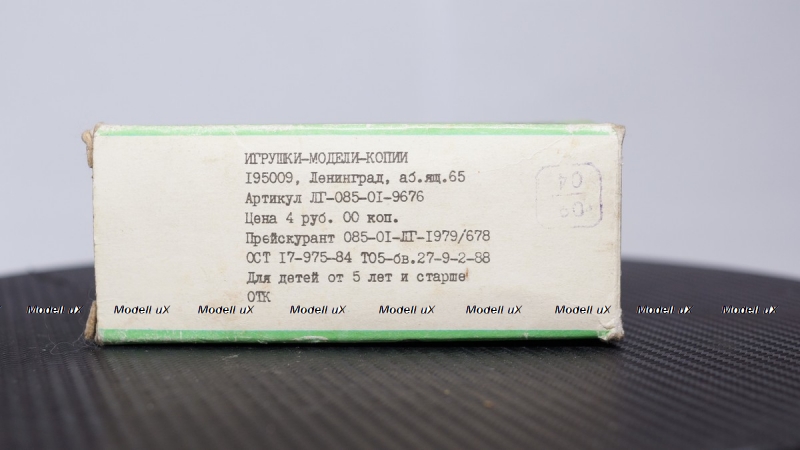 ИГРУШКИ-МОДЕЛИ-КОПИИ
I95009, Ленинград, аб.ящ.65
Артикул ЛГ-085-0I-9676
Цена 4 руб. 00 коп.
Прейскурант 085-0I-ЛГ-I979/678
ОСТ I7-975-84 Т05-бв.27-9-2-88
Для детей от 5 лет и старше
ОТК
Modell uX Modell uX Modell uX Modell uX Modell uX Modell uX Modell uX Modell uX Modell uX